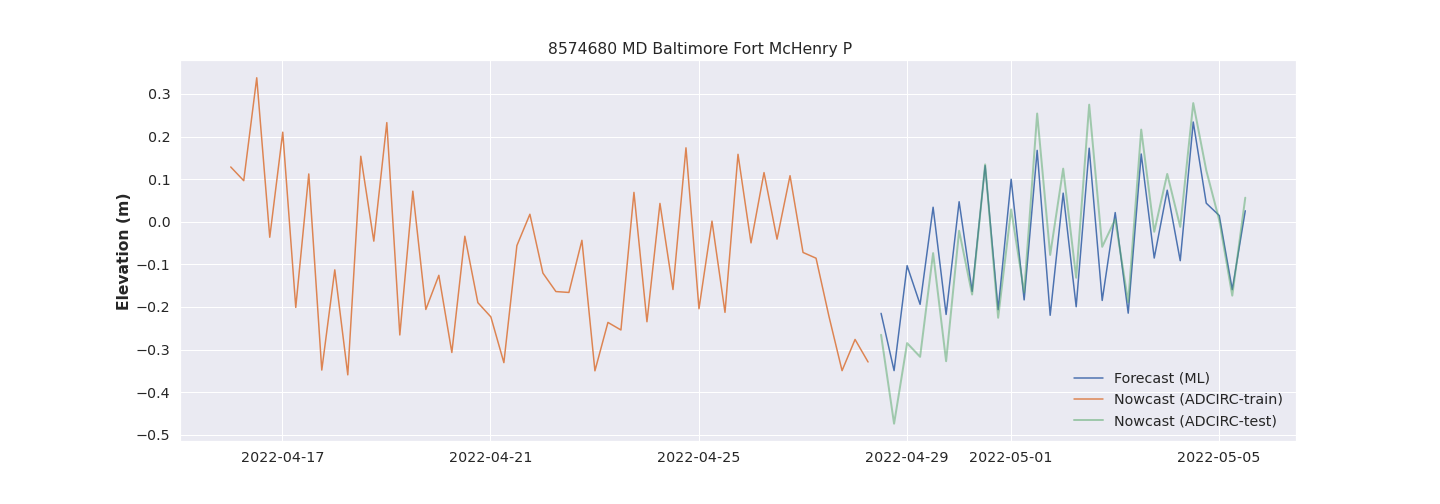 8574680 MD Baltimore Fort McHenry P
Elevation (m)
0.3
0.2
0.1
0.0
−0.1
−0.2
−0.3
−0.4
−0.5
Forecast (ML)
Nowcast (ADCIRC-train)
Nowcast (ADCIRC-test)
2022-04-17 2022-04-21 2022-04-25 2022-04-29 2022-05-01 2022-05-05